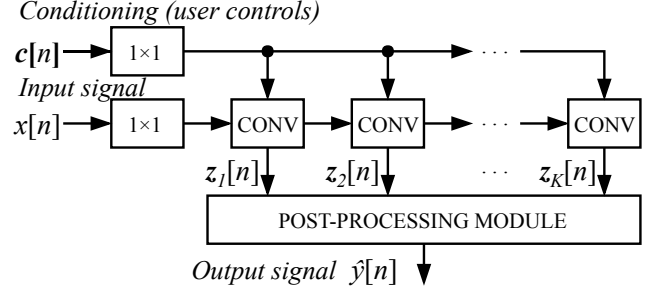 Conditioning (user controls)
c[n] 1×1 . . .
Input signal
x[n] 1×1 CONV CONV . . . CONV
z1[n] z2[n] . . . zK[n]
POST-PROCESSING MODULE
Output signal ŷ[n]